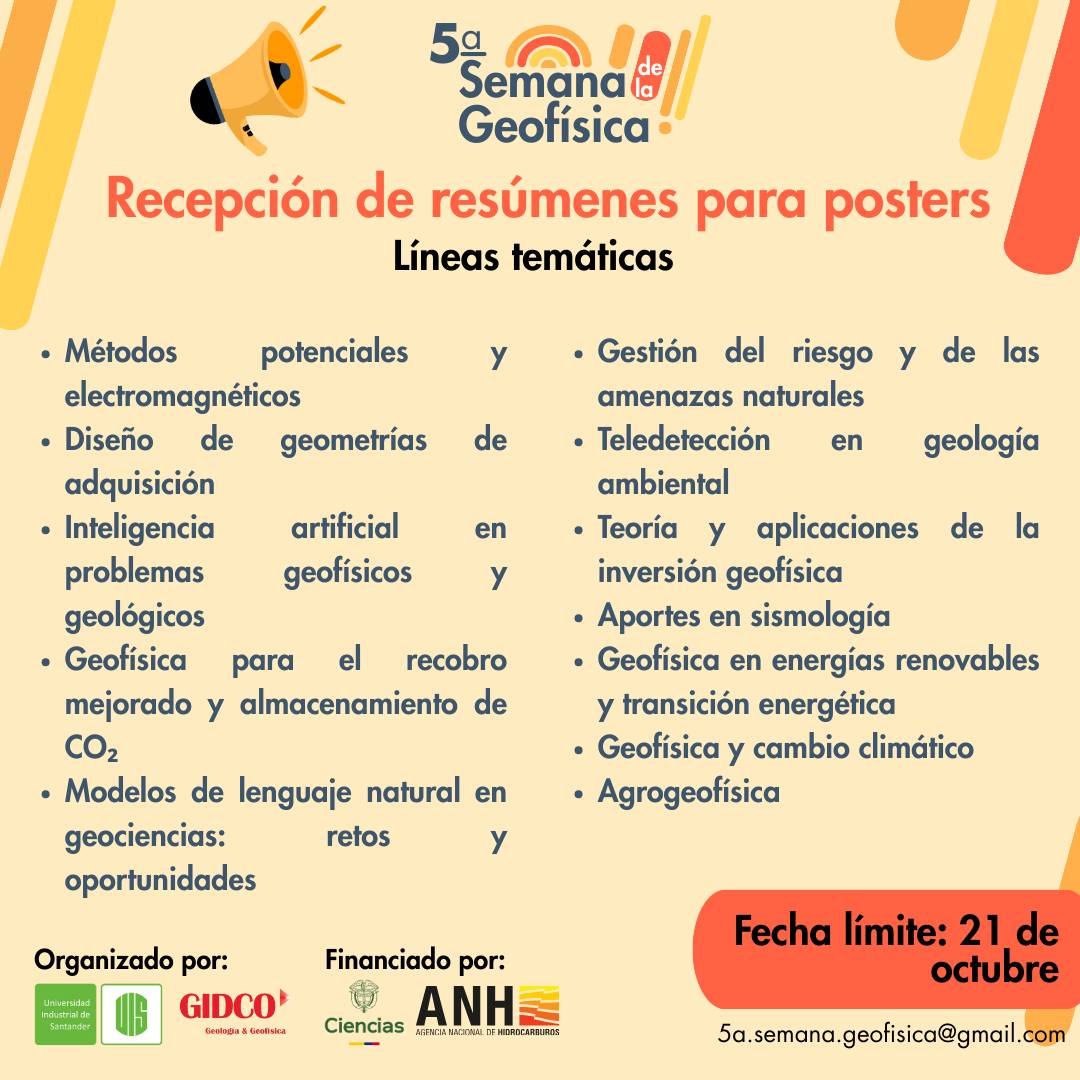 5ª
Semana de la
Geofísica
Recepción de resúmenes para posters
Líneas temáticas
• Métodos potenciales y
electromagnéticos
• Diseño de geometrías de
adquisición
• Inteligencia artificial en
problemas geofísicos y
geológicos
• Geofísica para el recobro
mejorado y almacenamiento de
CO₂
• Modelos de lenguaje natural en
geociencias: retos y
oportunidades
• Gestión del riesgo y de las
amenazas naturales
• Teledetección en geología
ambiental
• Teoría y aplicaciones de la
inversión geofísica
• Aportes en sismología
• Geofísica en energías renovables
y transición energética
• Geofísica y cambio climático
• Agrogeofísica
Fecha límite: 21 de
octubre
5a.semana.geofisica@gmail.com
Organizado por:
Universidad
Industrial de
Santander
UIS
GIDCO
Geología & Geofísica
Financiado por:
Ciencias
ANH
AGENCIA NACIONAL DE HIDROCARBUROS